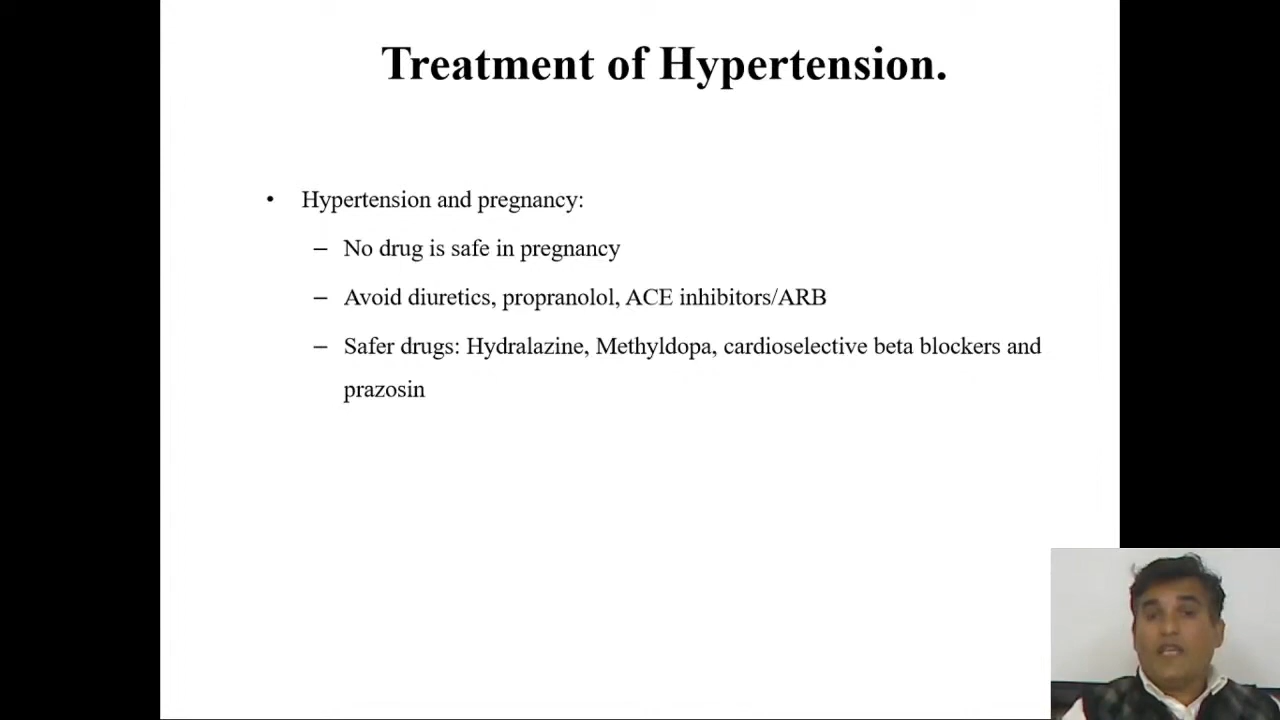 Treatment of Hypertension.
• Hypertension and pregnancy:
– No drug is safe in pregnancy
– Avoid diuretics, propranolol, ACE inhibitors/ARB
– Safer drugs: Hydralazine, Methyldopa, cardioselective beta blockers and
prazosin